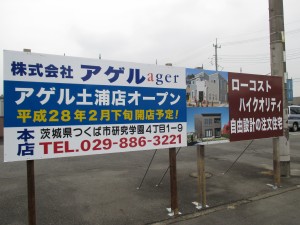 株式会社 アゲル ager
アゲル土浦店オープン
平成28年2月下旬開店予定!
本店 茨城県つくば市研究学園4丁目1-9
TEL.029-886-3221
ローコスト
ハイクオリティ
自由設計の注文住宅